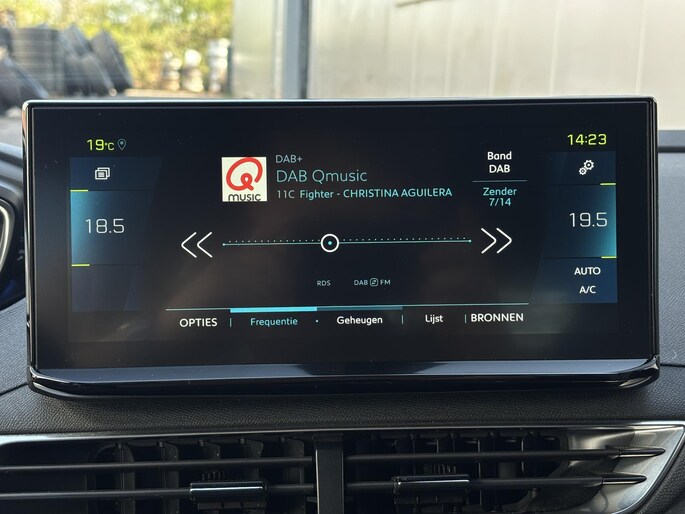 19°C
14:23
Q
MUSIC
DAB+
DAB Qmusic
11C Fighter - CHRISTINA AGUILERA
Band
DAB
Zender
7/14
18.5
19.5
RDS
DAB FM
AUTO
A/C
OPTIES
Frequentie
Geheugen
Lijst
BRONNEN